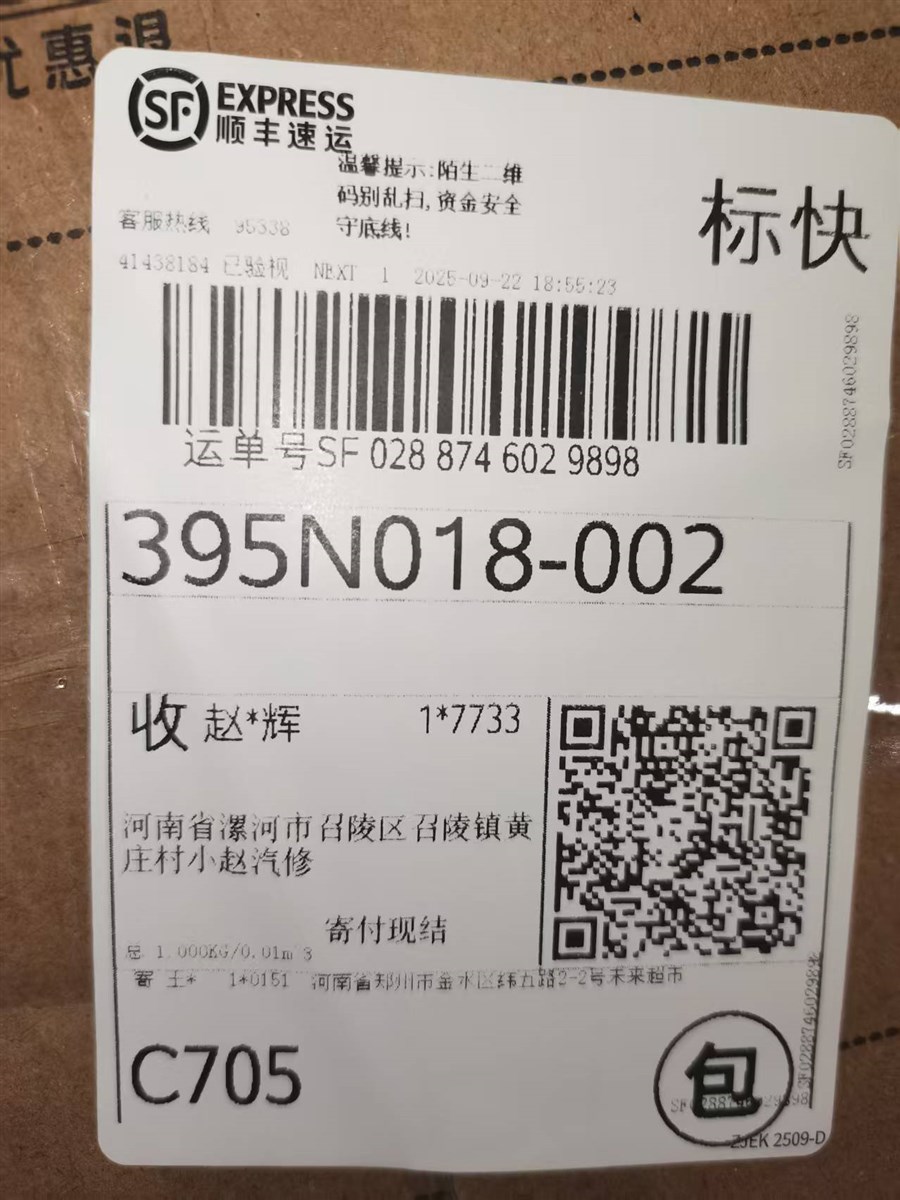 优惠退
SF EXPRESS
顺丰速运
温馨提示:陌生二维
码别乱扫,资金安全
守底线!
标快
客服热线 95338
41438184 已验视 NEXT 1 2025-09-22 18:55:23
SF0288746029898
运单号SF 028 874 602 9898
395N018-002
收 赵*辉 1*7733
河南省漯河市召陵区召陵镇黄
庄村小赵汽修
寄付现结
总 1.000KG/0.01m 3
寄 王* 1*0151 河南省郑州市金水区纬五路2-2号未来超市
SF0288746029898
C705
包
SF0288746029898
ZJEK 2509-D